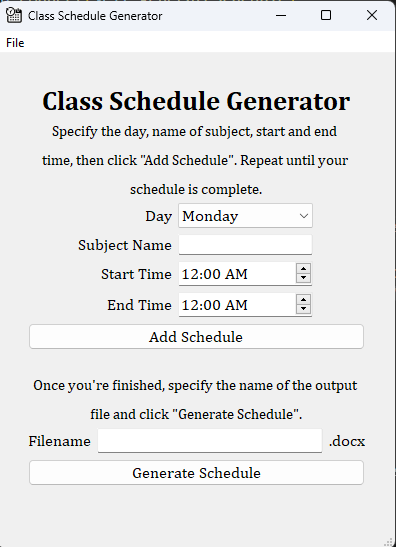 Class Schedule Generator
File
Class Schedule Generator
Specify the day, name of subject, start and end
time, then click "Add Schedule". Repeat until your
schedule is complete.
Day Monday
Subject Name
Start Time 12:00 AM
End Time 12:00 AM
Add Schedule
Once you're finished, specify the name of the output
file and click "Generate Schedule".
Filename .docx
Generate Schedule